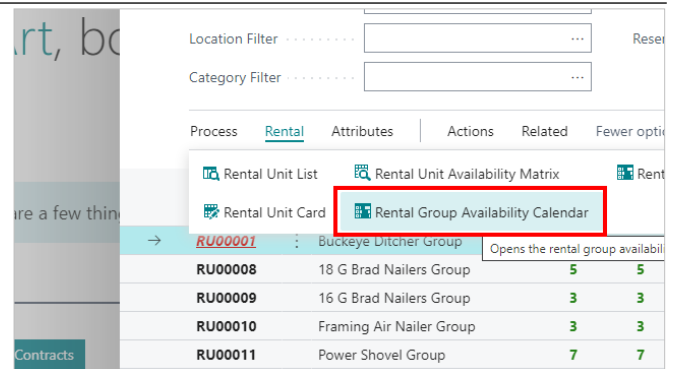 Art, bo
Location Filter ... Reser
Category Filter ...
Process Rental Attributes Actions Related Fewer optio
Rental Unit List Rental Unit Availability Matrix Rent
are a few thin
Rental Unit Card Rental Group Availability Calendar
→ RU00001 Buckeye Ditcher Group
Opens the rental group availabili
RU00008 18 G Brad Nailers Group 5 5
RU00009 16 G Brad Nailers Group 3 3
RU00010 Framing Air Nailer Group 3 3
Contracts
RU00011 Power Shovel Group 7 7